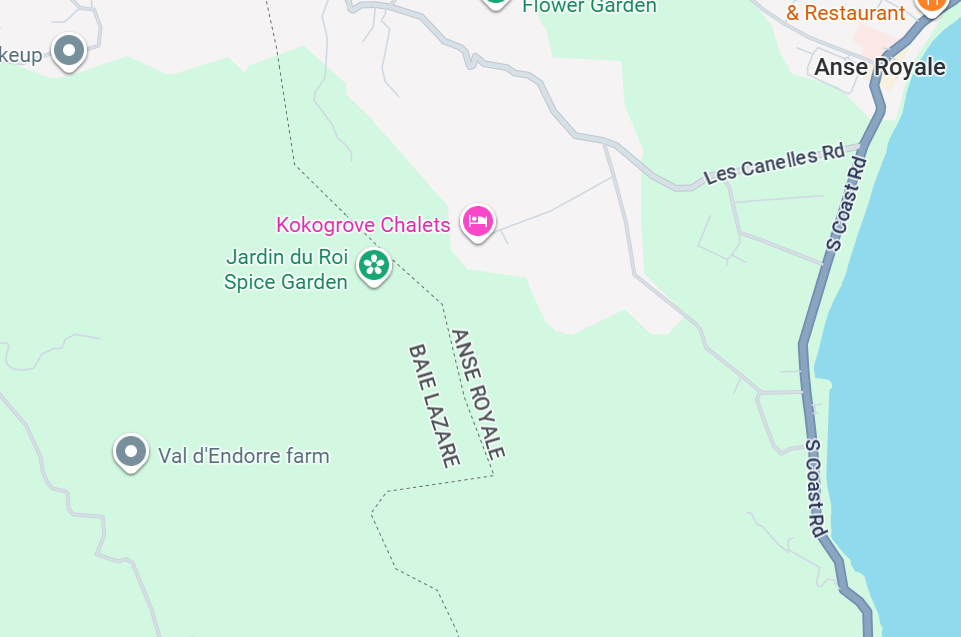 Flower Garden
& Restaurant
keup
Anse Royale
Les Canelles Rd
S Coast Rd
Kokogrove Chalets
Jardin du Roi
Spice Garden
ANSE ROYALE
BAIE LAZARE
Val d'Endorre farm
S Coast Rd